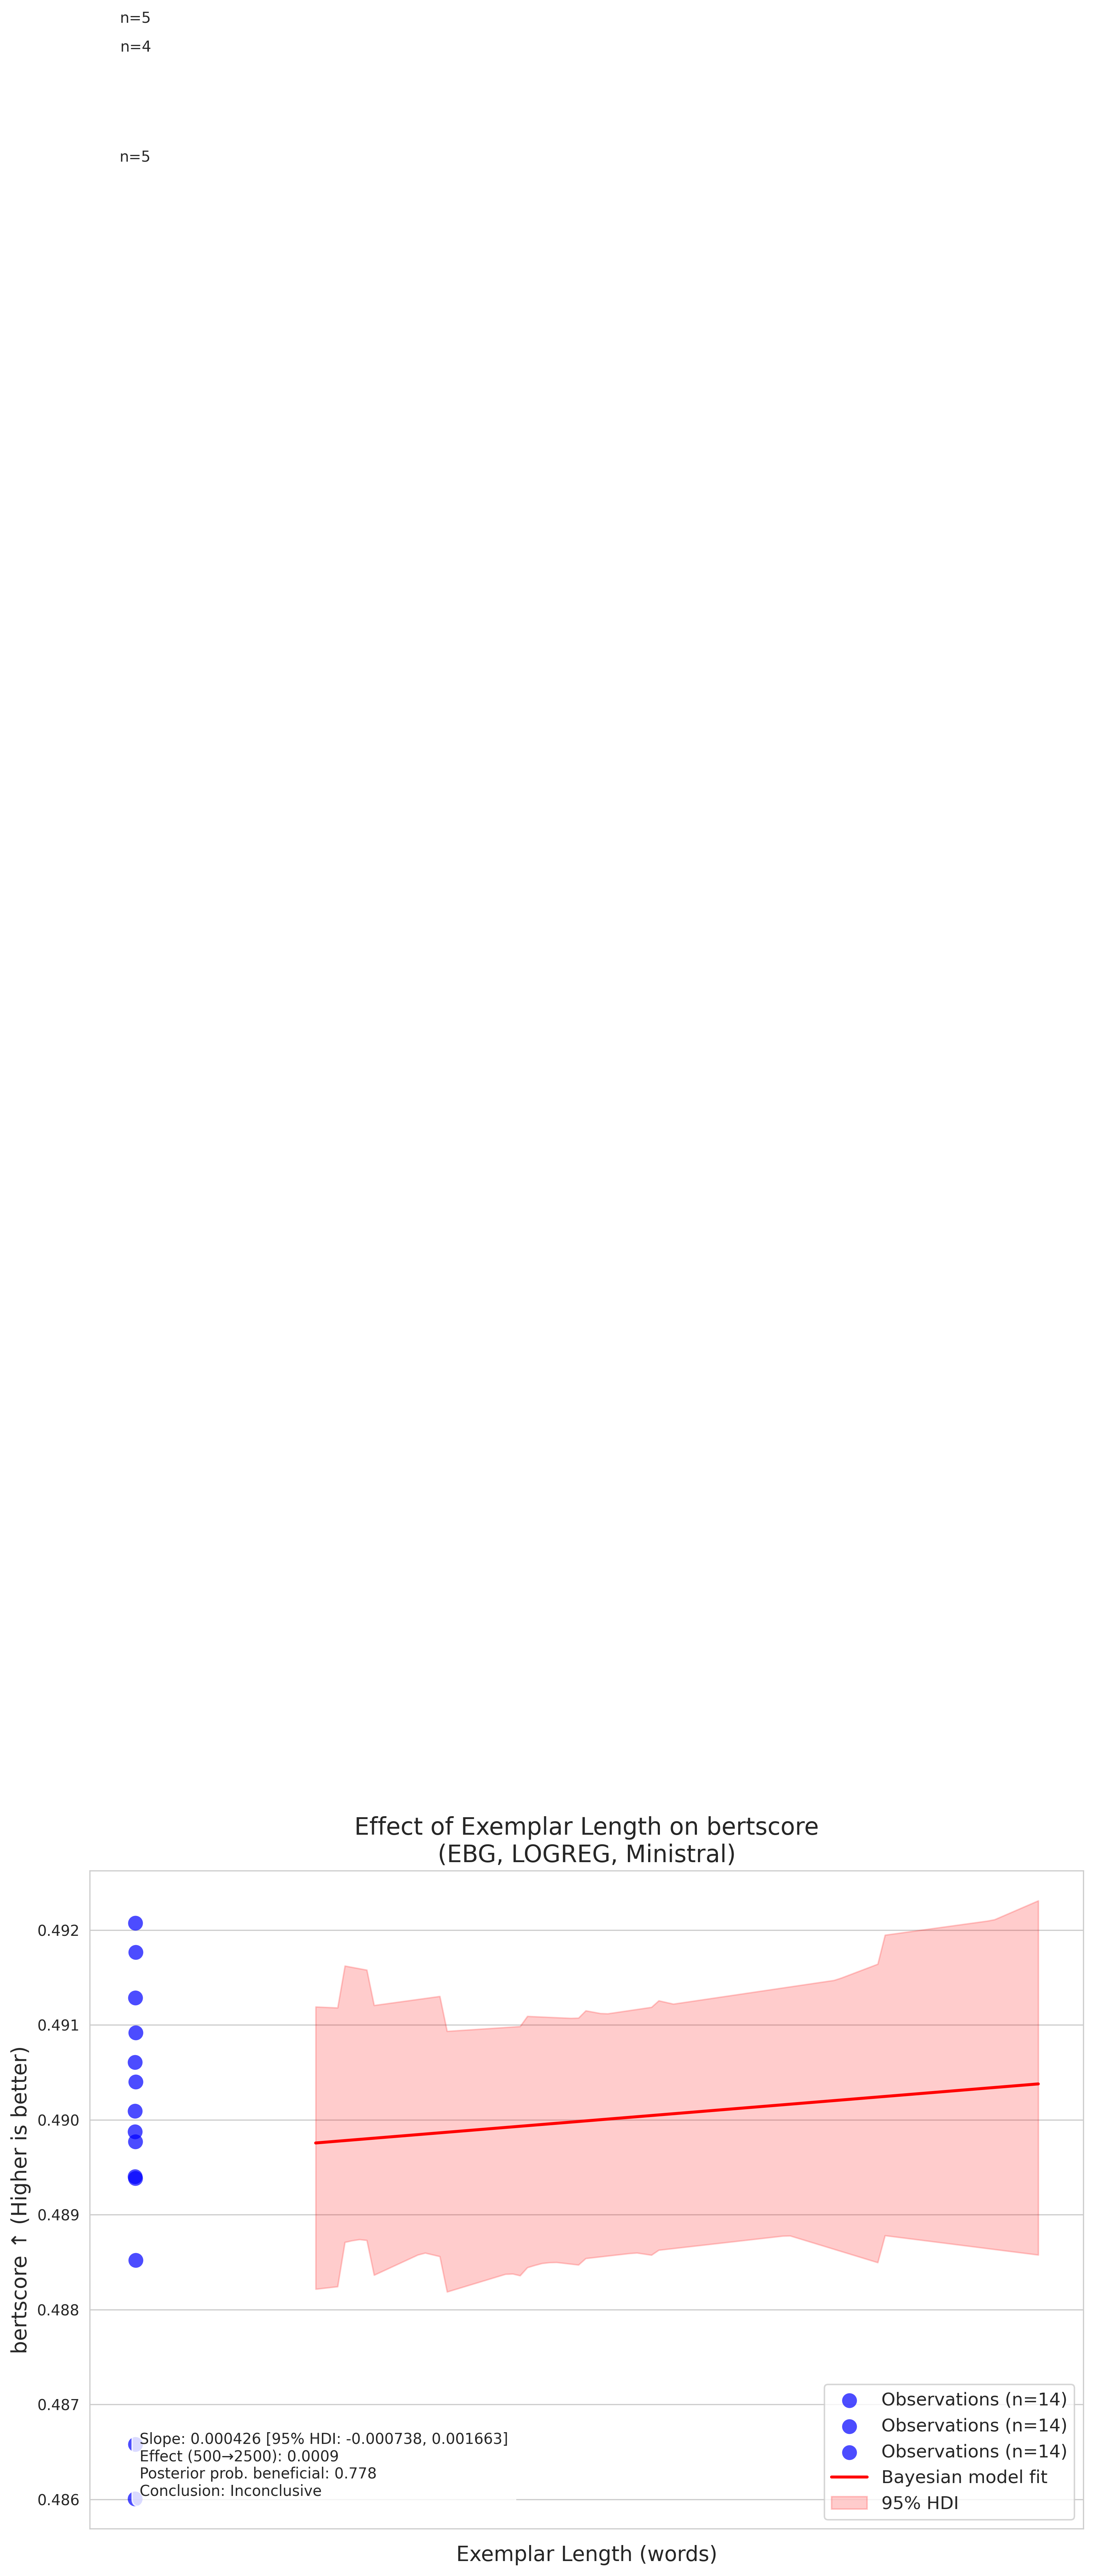 n=5
n=4
n=5
Effect of Exemplar Length on bertscore
(EBG, LOGREG, Ministral)
bertscore ↑ (Higher is better)
0.492
0.491
0.490
0.489
0.488
0.487
0.486
Slope: 0.000426 [95% HDI: -0.000738, 0.001663]
Effect (500→2500): 0.0009
Posterior prob. beneficial: 0.778
Conclusion: Inconclusive
Observations (n=14)
Observations (n=14)
Observations (n=14)
Bayesian model fit
95% HDI
Exemplar Length (words)